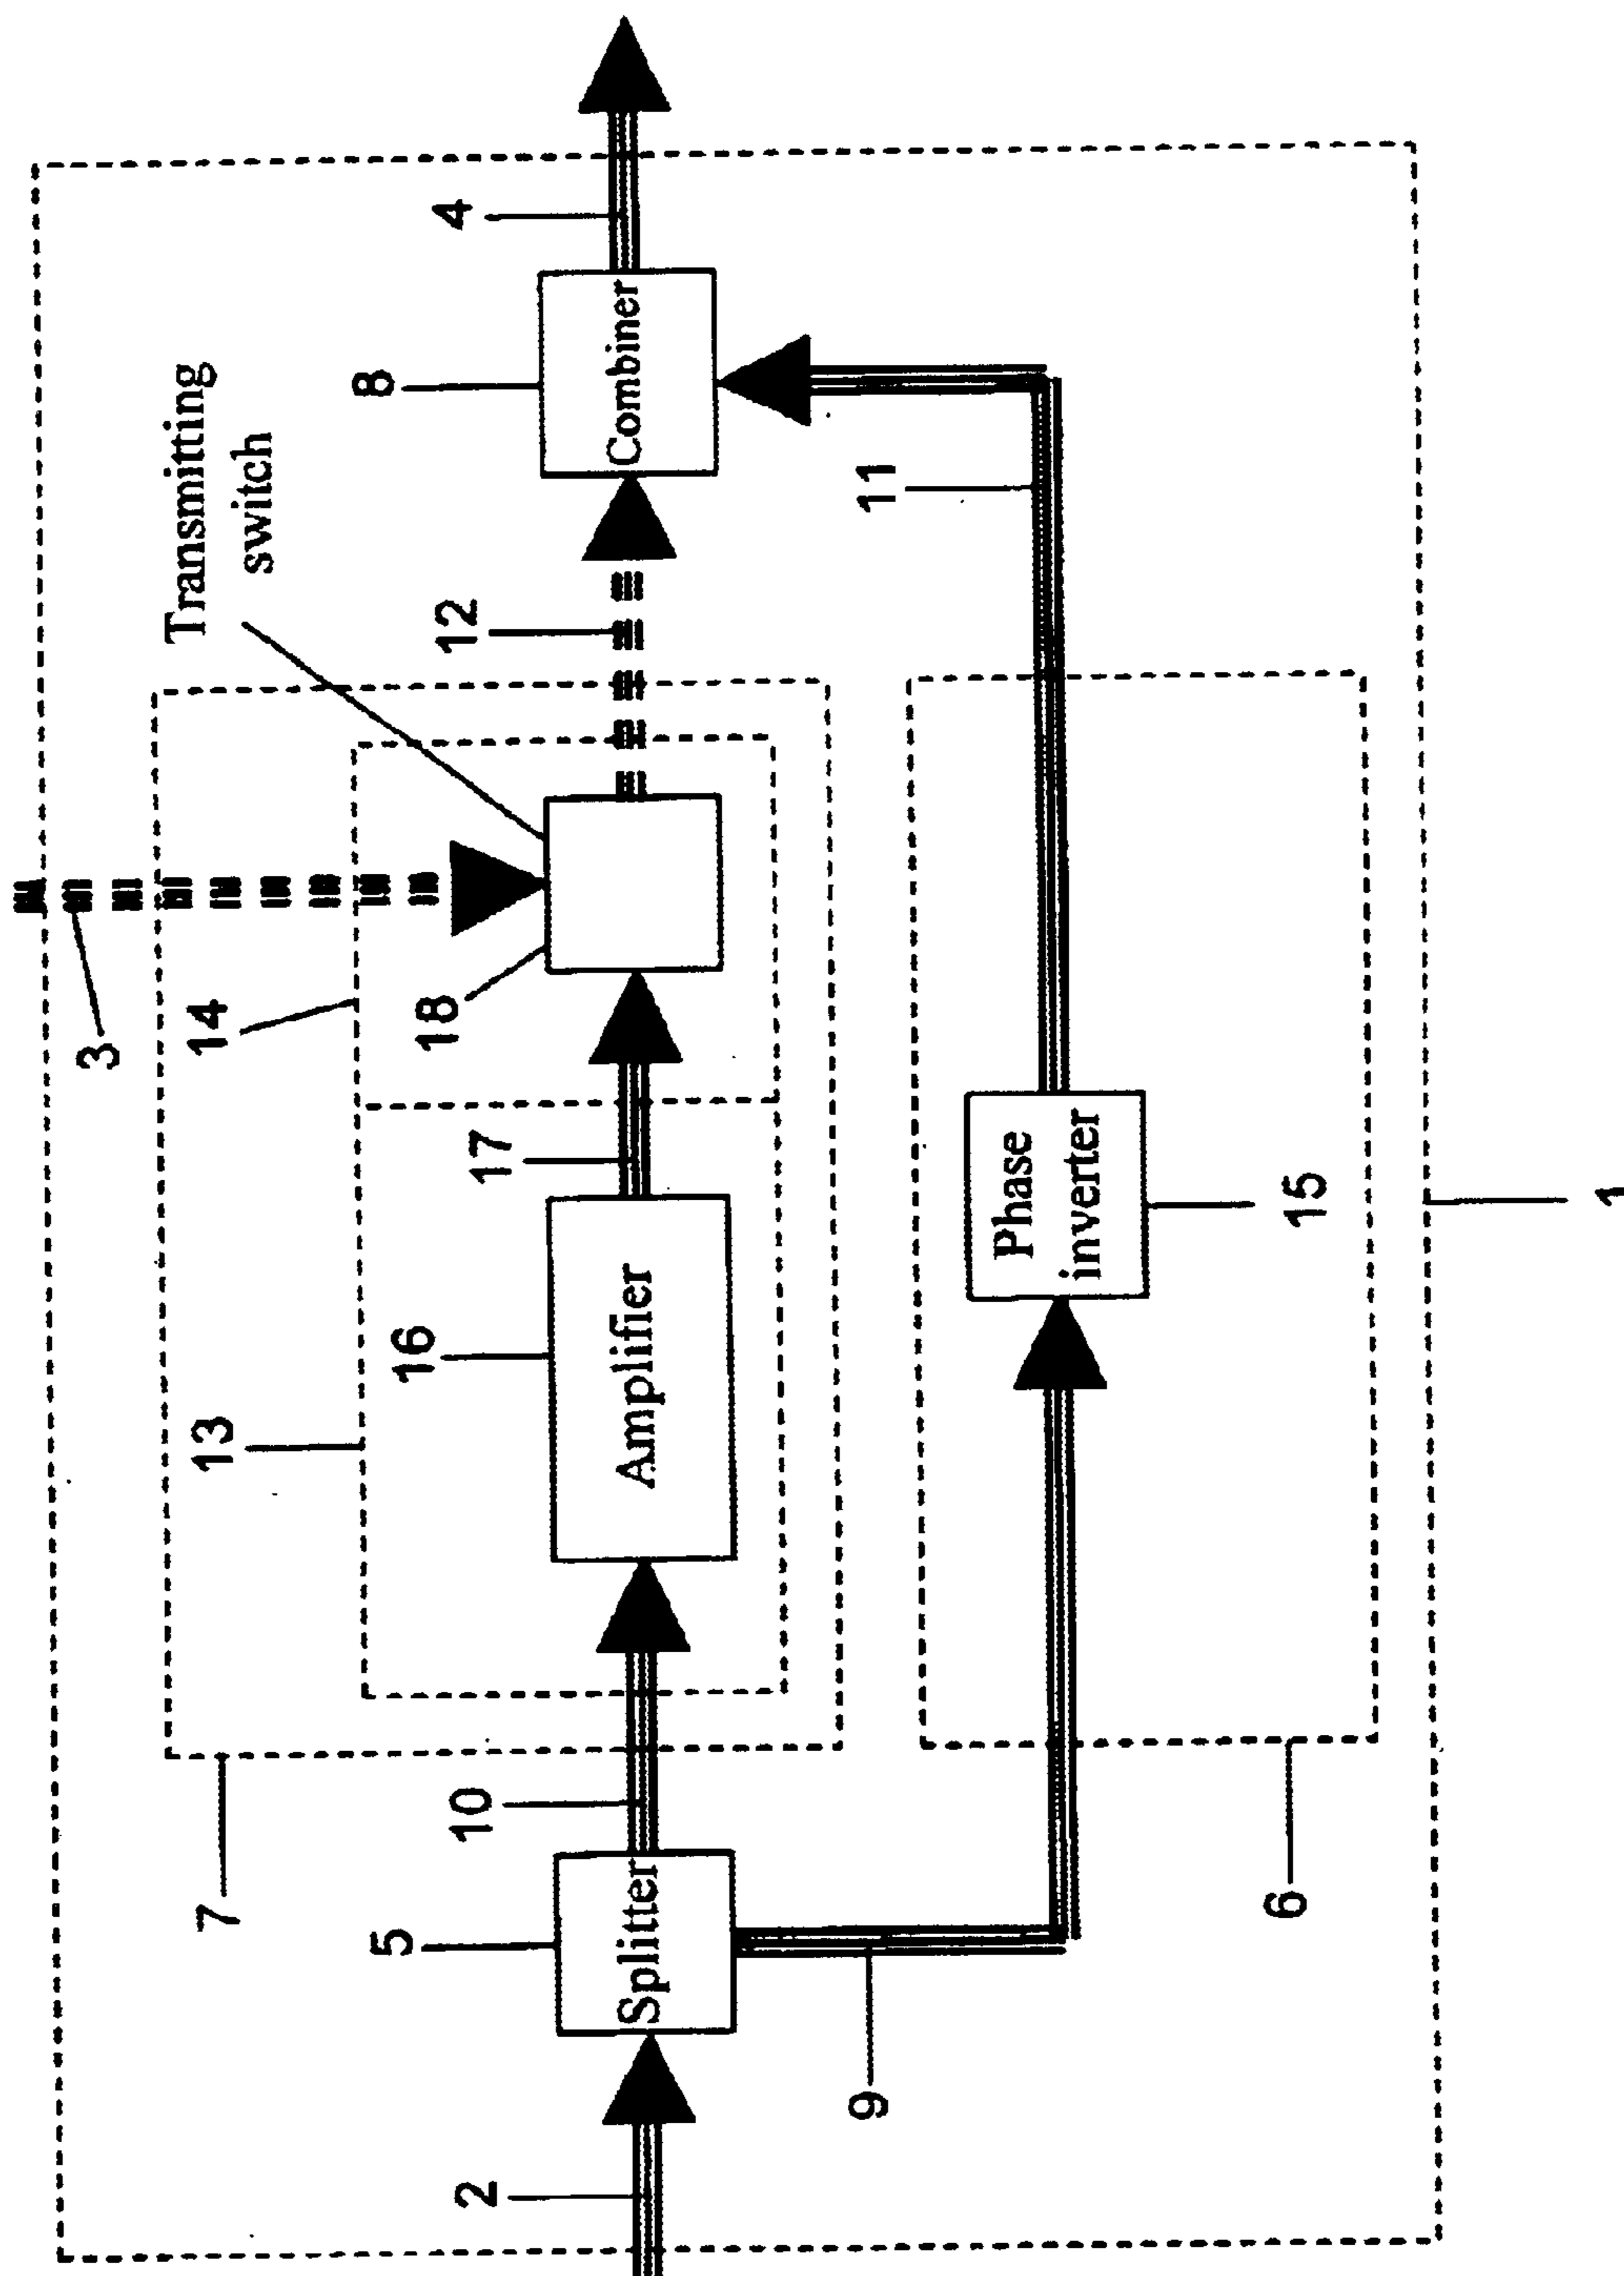 3
Transmitting
switch
14
7
13
18
12
8
4
2
5
10
16
17
Splitter
Amplifier
Combiner
9
11
Phase
inverter
15
6
1